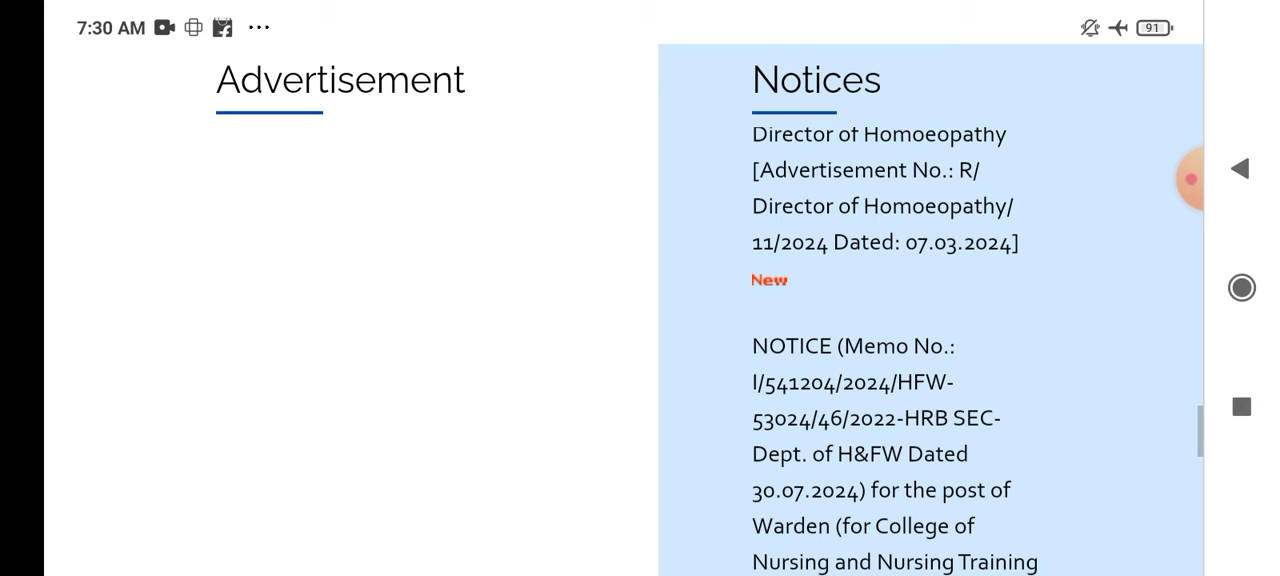 7:30 AM
91
Advertisement
Notices
Director of Homoeopathy
[Advertisement No.: R/
Director of Homoeopathy/
11/2024 Dated: 07.03.2024]
New
NOTICE (Memo No.:
I/541204/2024/HFW-
53024/46/2022-HRB SEC-
Dept. of H&FW Dated
30.07.2024) for the post of
Warden (for College of
Nursing and Nursing Training